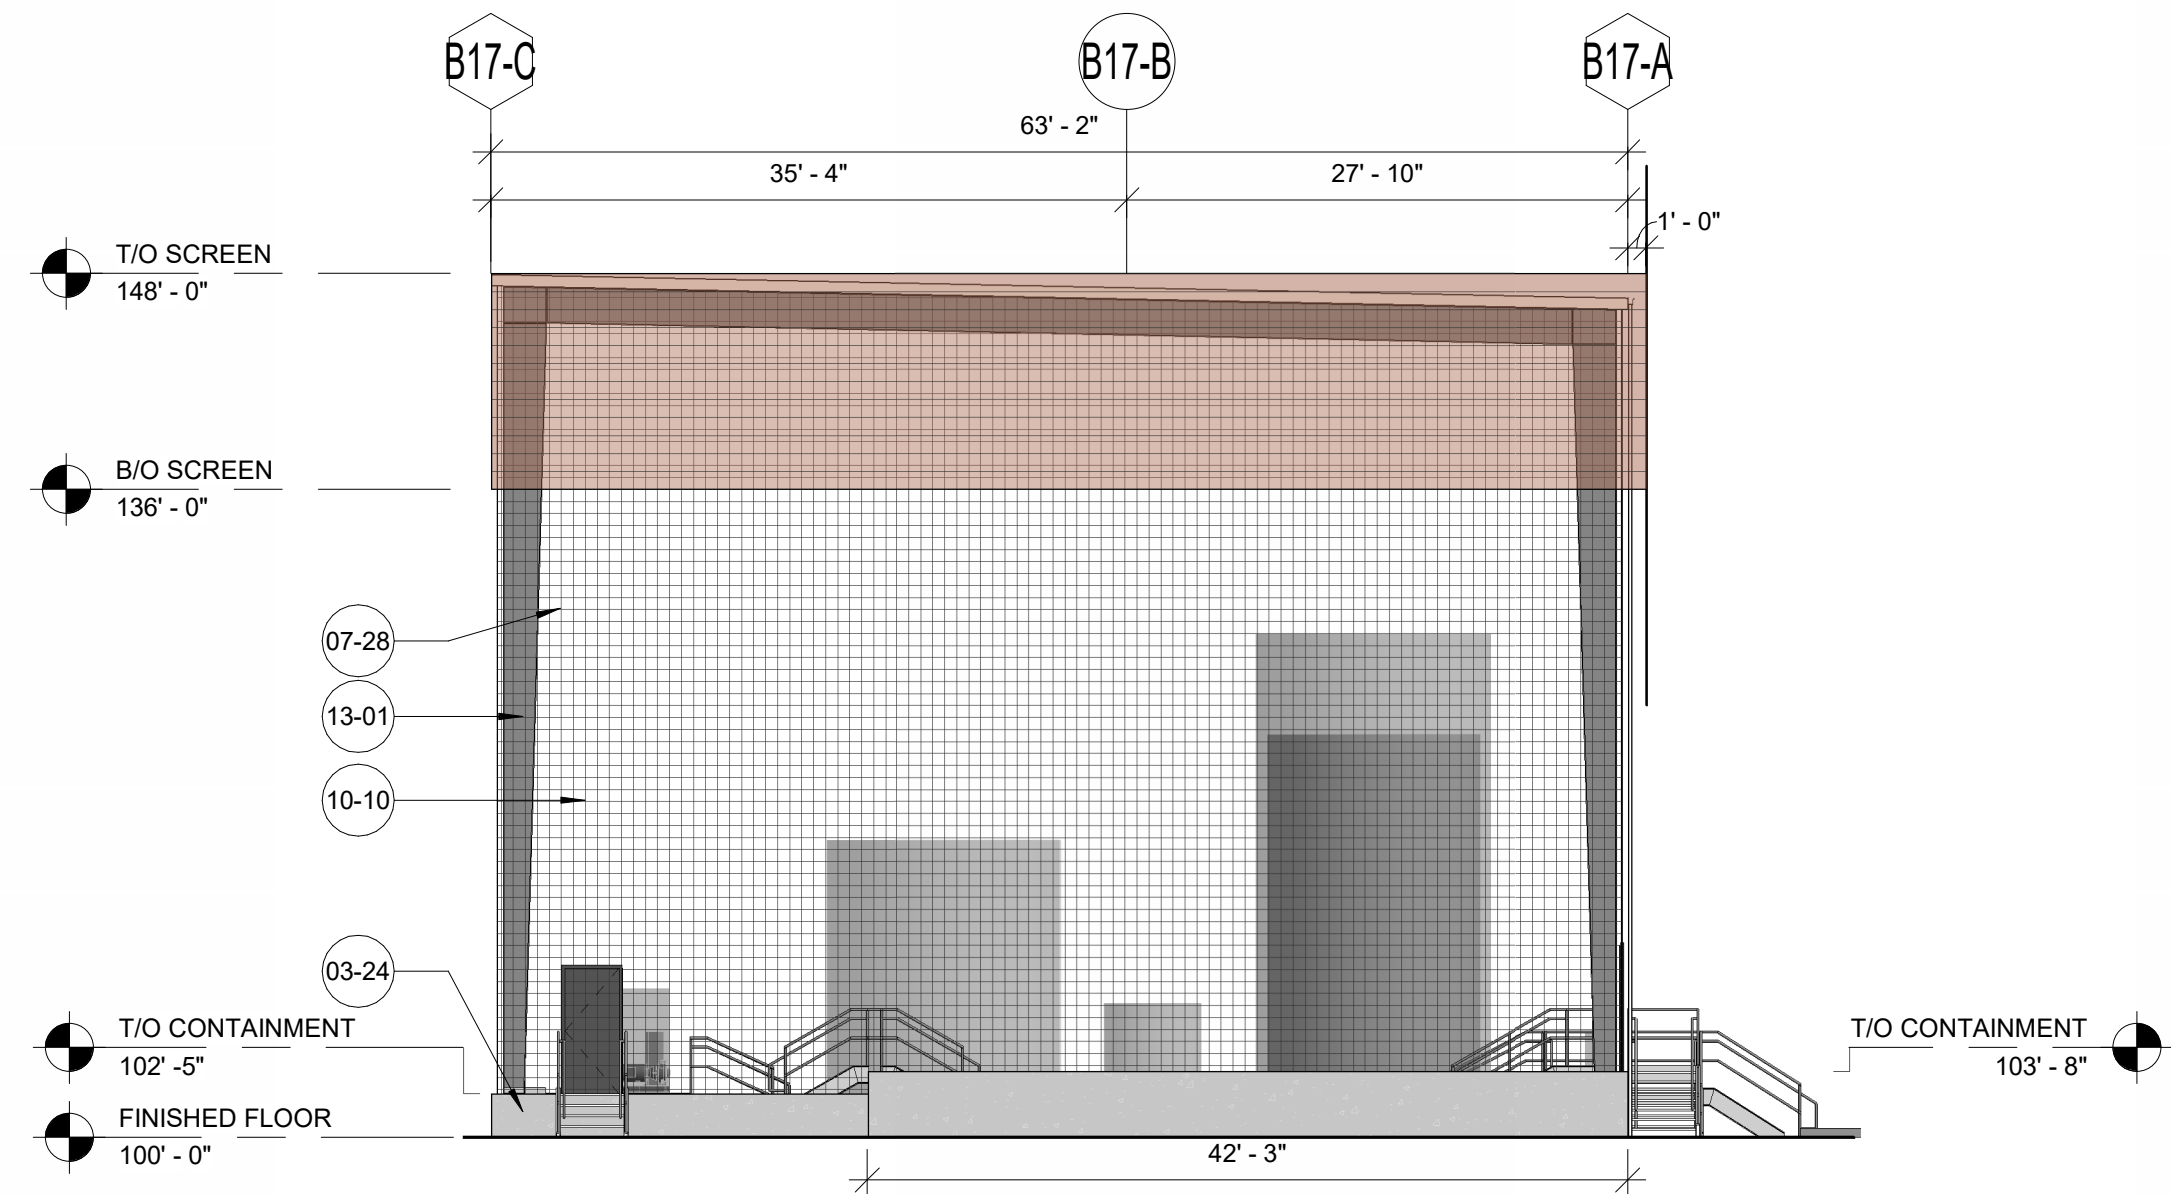 B17-C
B17-B
B17-A
63' - 2"
35' - 4"
27' - 10"
1' - 0"
T/O SCREEN
148' - 0"
B/O SCREEN
136' - 0"
07-28
13-01
10-10
03-24
T/O CONTAINMENT
102' -5"
T/O CONTAINMENT
103' - 8"
FINISHED FLOOR
100' - 0"
42' - 3"